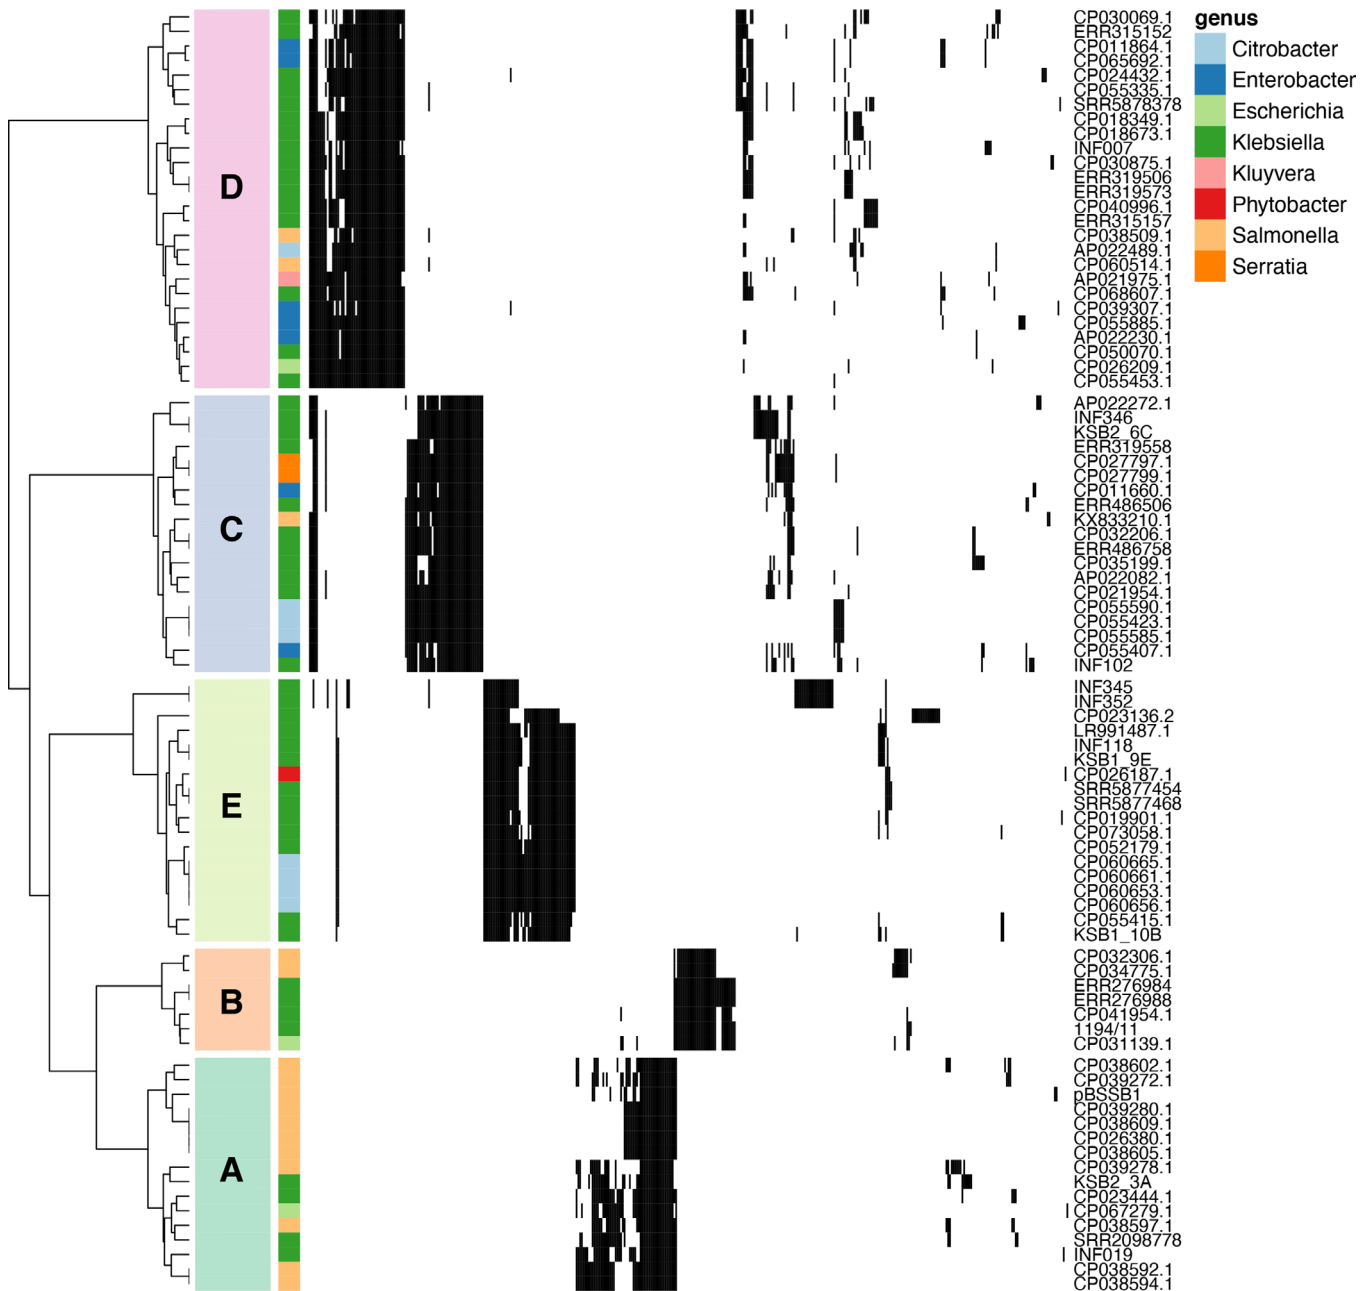 genus
Citrobacter
Enterobacter
Escherichia
Klebsiella
Kluyvera
Phytobacter
Salmonella
Serratia
D
CP030069.1
ERR315152
CP011864.1
CP065692.1
CP024432.1
CP055335.1
SRR5878378
CP018349.1
CP018673.1
INF007
CP030875.1
ERR319506
ERR319573
CP040996.1
ERR315157
CP038509.1
AP022489.1
CP060514.1
AP021975.1
CP068607.1
CP039307.1
CP055885.1
AP022230.1
CP050070.1
CP026209.1
CP055453.1
C
AP022272.1
INF346
KSB2_6C
ERR319558
CP027797.1
CP027799.1
CP011660.1
ERR486506
KX833210.1
CP032206.1
ERR486758
CP035199.1
AP022082.1
CP021954.1
CP055590.1
CP055423.1
CP055585.1
CP055407.1
INF102
E
INF345
INF352
CP023136.2
LR991487.1
INF118
KSB1_9E
CP026187.1
SRR5877454
SRR5877468
CP019901.1
CP073058.1
CP052179.1
CP060665.1
CP060661.1
CP060653.1
CP060656.1
CP055415.1
KSB1_10B
B
CP032306.1
CP034775.1
ERR276984
ERR276988
CP041954.1
1194/11
CP031139.1
A
CP038602.1
CP039272.1
pBSSB1
CP039280.1
CP038609.1
CP026380.1
CP038605.1
CP039278.1
KSB2_3A
CP023444.1
CP067279.1
CP038597.1
SRR2098778
INF019
CP038592.1
CP038594.1